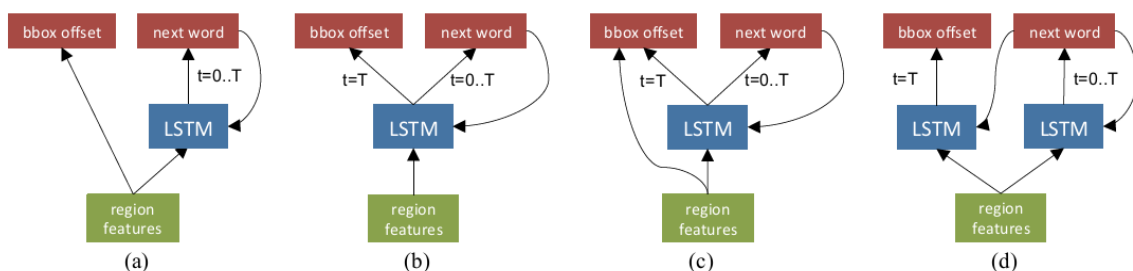 bbox offset next word
t=0..T
LSTM
region
features
(a)
bbox offset next word
t=T t=0..T
LSTM
region
features
(b)
bbox offset next word
t=T t=0..T
LSTM
region
features
(c)
bbox offset next word
t=T t=0..T
LSTM LSTM
region
features
(d)